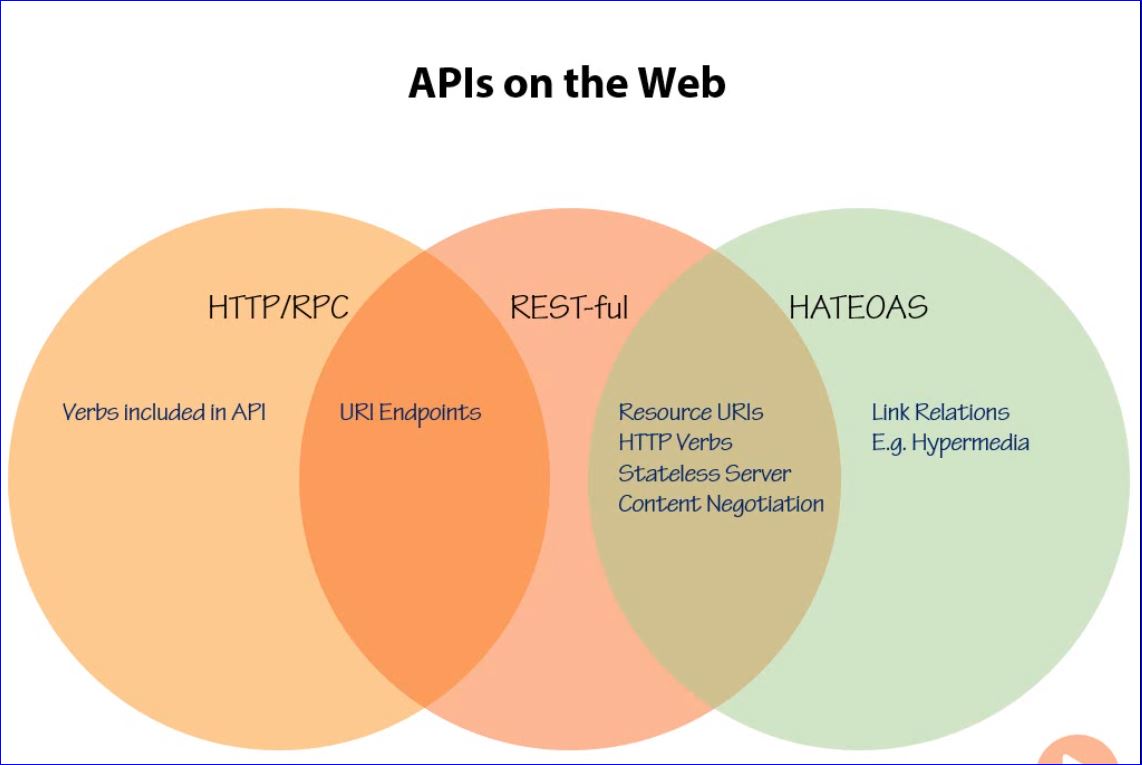 APIs on the Web
HTTP/RPC
REST-ful
HATEOAS
Verbs included in API
URI Endpoints
Resource URIs
HTTP Verbs
Stateless Server
Content Negotiation
Link Relations
E.g. Hypermedia